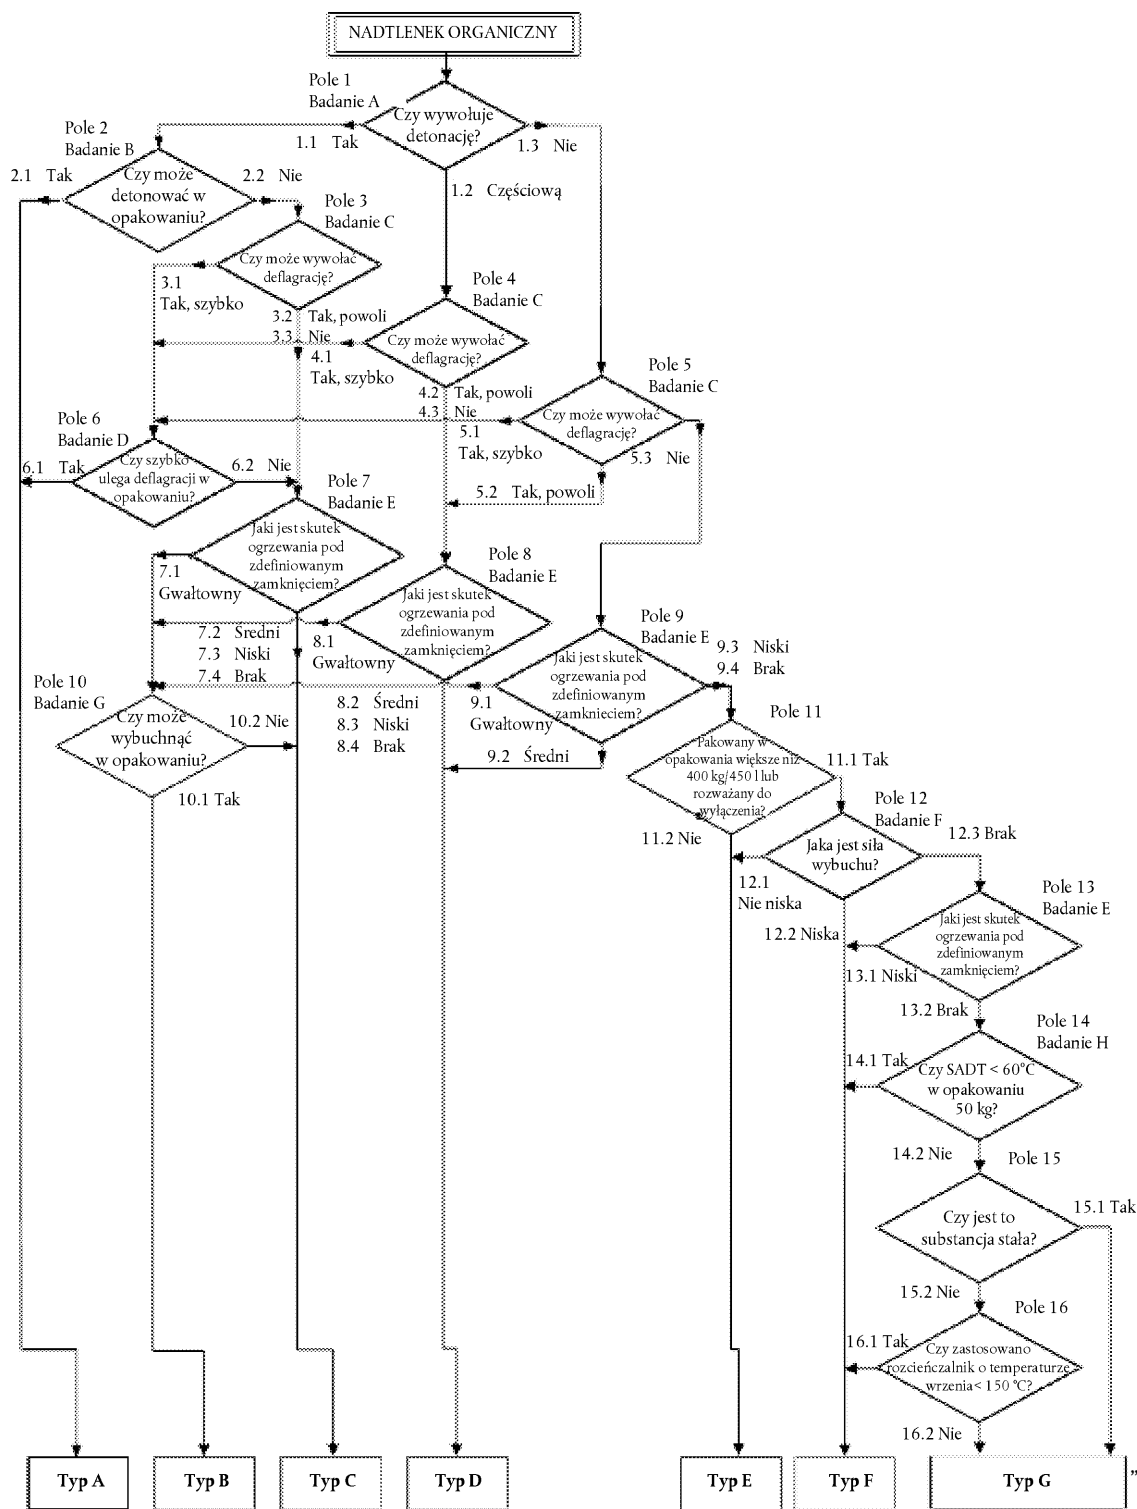 NADTLENEK ORGANICZNY
Pole 1
Badanie A
Czy wywołuje
detonację?
1.1 Tak
1.3 Nie
1.2 Częściową
Pole 2
Badanie B
2.1 Tak
Czy może
detonować w
opakowaniu?
2.2 Nie
Pole 3
Badanie C
Czy może wywołać
deflagrację?
3.1
Tak, szybko
3.2 Tak, powoli
3.3 Nie
Pole 4
Badanie C
Czy może wywołać
deflagrację?
4.1
Tak, szybko
4.2 Tak, powoli
4.3 Nie
Pole 5
Badanie C
Czy może wywołać
deflagrację?
5.1
Tak, szybko
5.3 Nie
5.2 Tak, powoli
Pole 6
Badanie D
6.1 Tak
Czy szybko
ulega deflagracji w
opakowaniu?
6.2 Nie
Pole 7
Badanie E
Jaki jest skutek
ogrzewania pod
zdefiniowanym
zamknięciem?
7.1
Gwałtowny
7.2 Średni
7.3 Niski
7.4 Brak
Pole 8
Badanie E
Jaki jest skutek
ogrzewania pod
zdefiniowanym
zamknięciem?
8.1
Gwałtowny
8.2 Średni
8.3 Niski
8.4 Brak
Pole 9
Badanie E
Jaki jest skutek
ogrzewania pod
zdefiniowanym
zamknieciem?
9.1
Gwałtowny
9.2 Średni
9.3 Niski
9.4 Brak
Pole 10
Badanie G
Czy może
wybuchnąć
w opakowaniu?
10.2 Nie
10.1 Tak
Pole 11
Pakowany w
opakowania większe niż
400 kg/450 l lub
rozważany do
wyłączenia?
11.1 Tak
11.2 Nie
Pole 12
Badanie F
Jaka jest siła
wybuchu?
12.3 Brak
12.1
Nie niska
12.2 Niska
Pole 13
Badanie E
Jaki jest skutek
ogrzewania pod
zdefiniowanym
zamknięciem?
13.1 Niski
13.2 Brak
Pole 14
Badanie H
14.1 Tak
Czy SADT < 60°C
w opakowaniu
50 kg?
14.2 Nie
Pole 15
Czy jest to
substancja stała?
15.1 Tak
15.2 Nie
Pole 16
16.1 Tak
Czy zastosowano
rozcieńczalnik o temperaturze
wrzenia< 150 °C?
16.2 Nie
Typ A
Typ B
Typ C
Typ D
Typ E
Typ F
Typ G
”